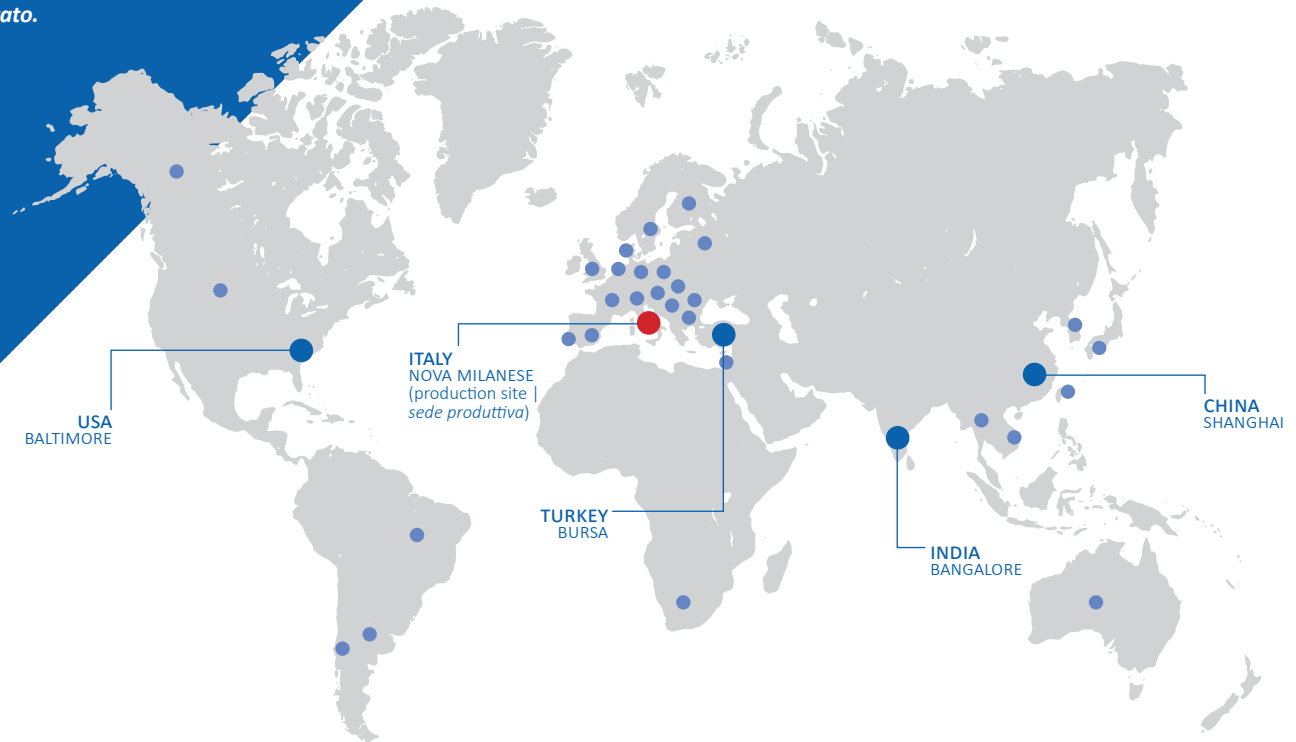 ato.
ITALY
NOVA MILANESE
(production site |
sede produttiva)
USA
BALTIMORE
CHINA
SHANGHAI
TURKEY
BURSA
INDIA
BANGALORE